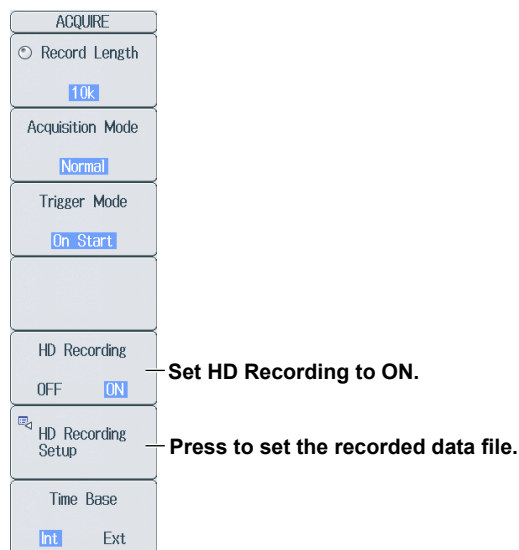 ACQUIRE
Record Length
10k
Acquisition Mode
Normal
Trigger Mode
On Start
HD Recording
OFF ON
Set HD Recording to ON.
HD Recording
Setup
Press to set the recorded data file.
Time Base
Int Ext